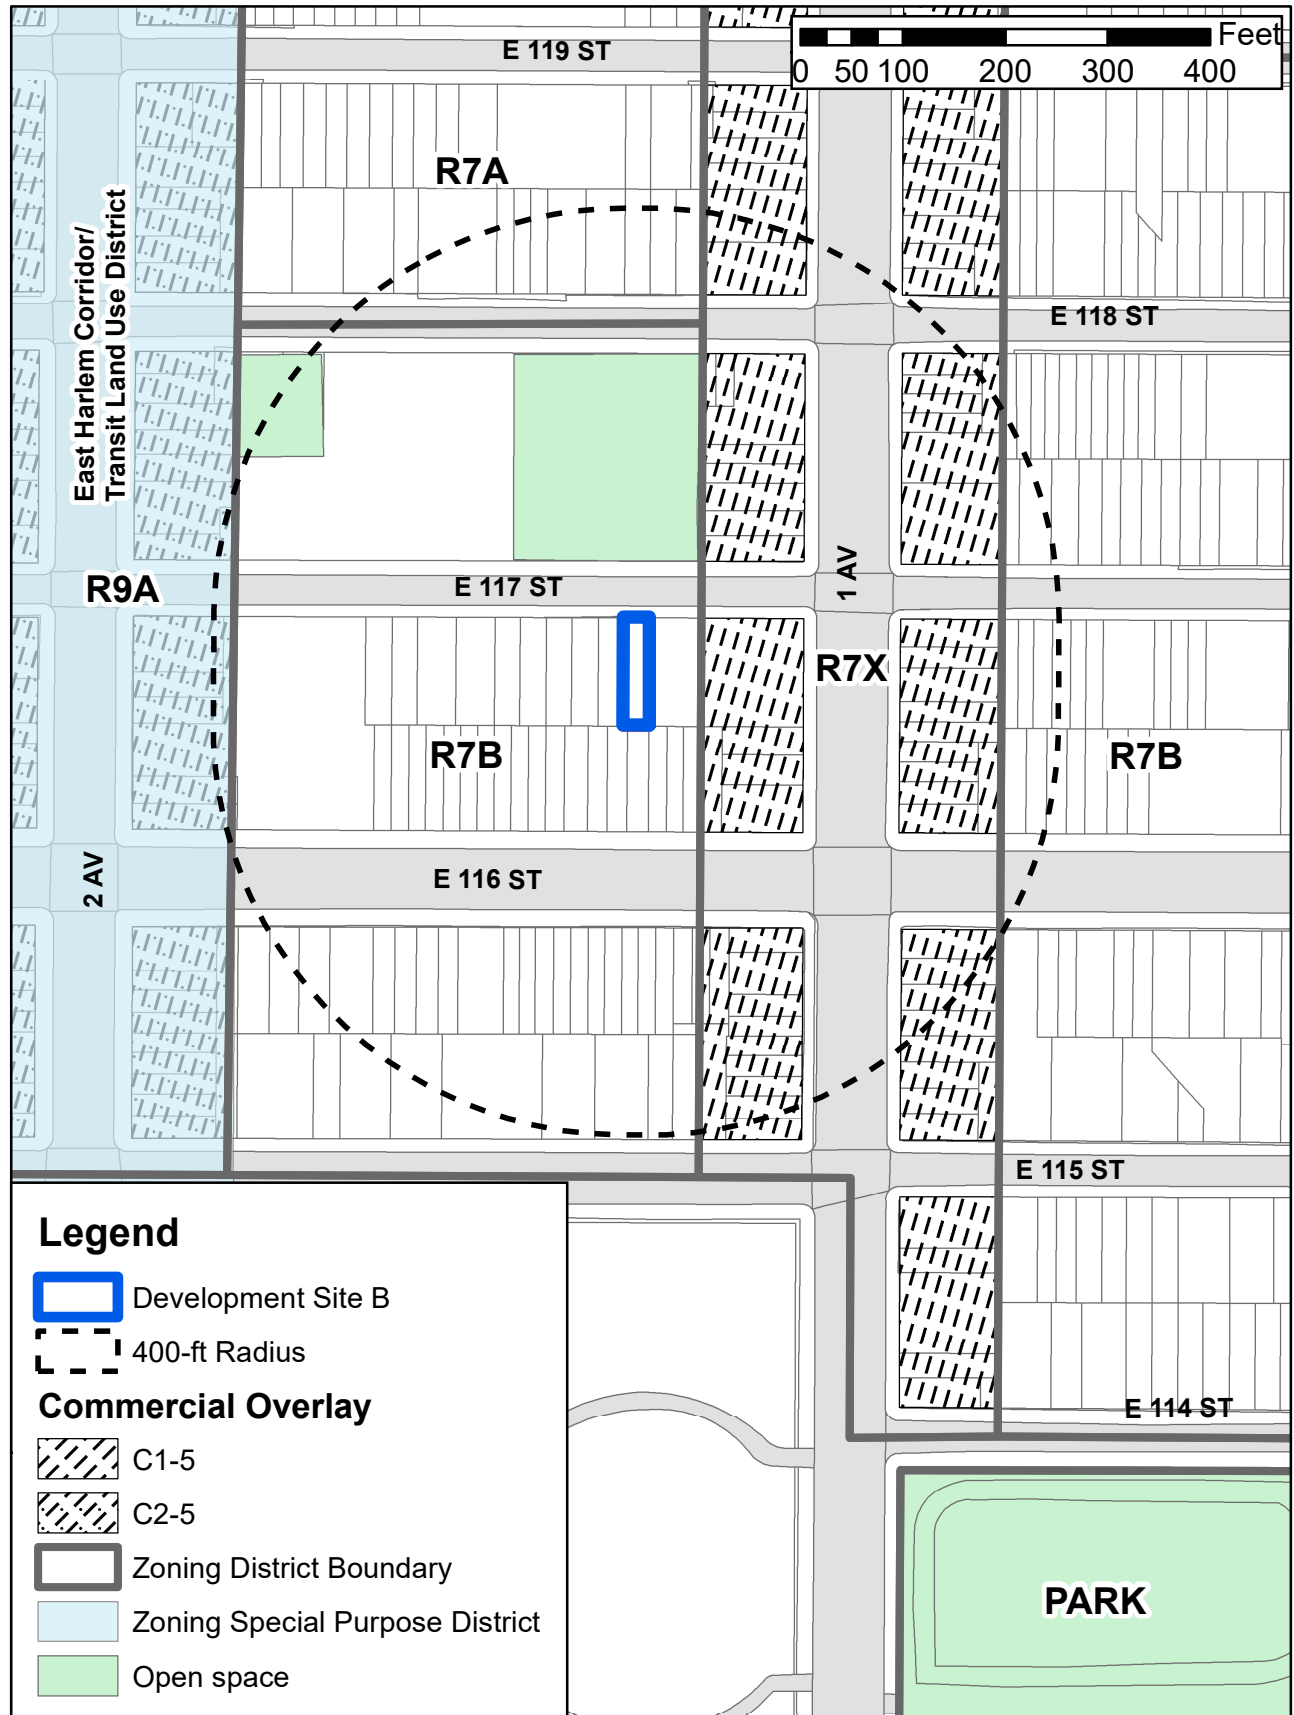 E 119 ST
Feet
0 50 100 200 300 400
R7A
East Harlem Corridor/
Transit Land Use District
E 118 ST
1 AV
E 117 ST
R9A
R7X
R7B
R7B
2 AV
E 116 ST
E 115 ST
Legend
Development Site B
400-ft Radius
Commercial Overlay
C1-5
C2-5
Zoning District Boundary
Zoning Special Purpose District
Open space
E 114 ST
PARK